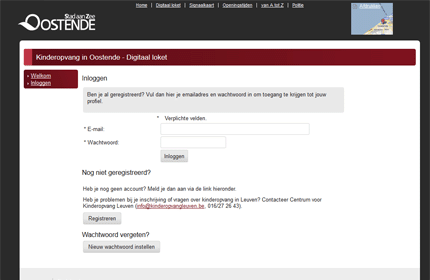 Home | Digitaal loket | Signaalkaart | Openingstijden | van A tot Z | Politie
Stad aan Zee
OOSTENDE
Afdrukken
Kinderopvang in Oostende - Digitaal loket
Welkom
Inloggen
Inloggen
Ben je al geregistreerd? Vul dan hier je emailadres en wachtwoord in om toegang te krijgen tot jouw
profiel.
* Verplichte velden.
* E-mail:
* Wachtwoord:
Inloggen
Nog niet geregistreerd?
Heb je nog geen account? Meld je dan aan via de link hieronder.
Heb je problemen bij je inschrijving of vragen over kinderopvang in Leuven? Contacteer Centrum voor
Kinderopvang Leuven (info@kinderopvangleuven.be, 016/27 26 43).
Registreren
Wachtwoord vergeten?
Nieuw wachtwoord instellen